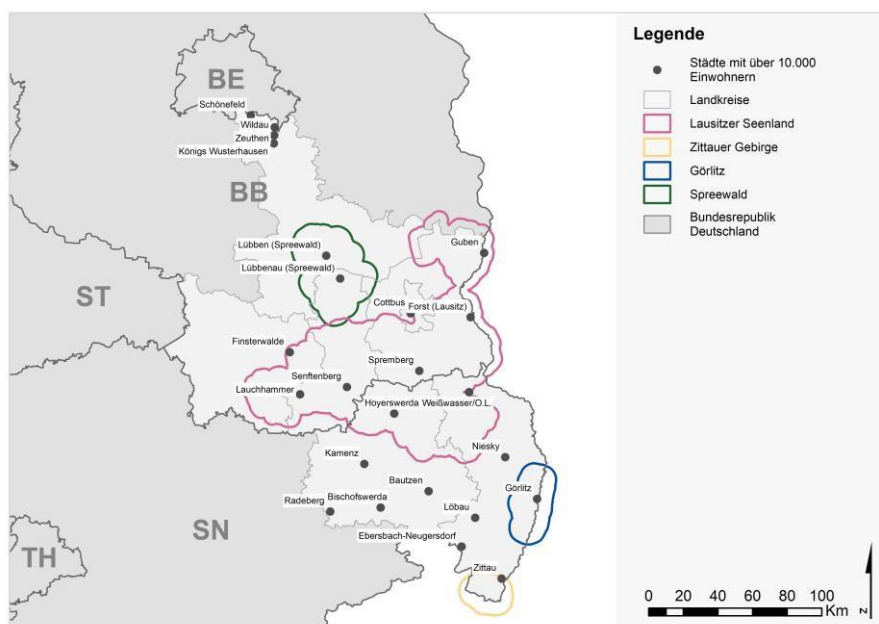 BE
Schönefeld
Wildau
Zeuthen
Königs Wusterhausen
BB
Lübben (Spreewald)
Guben
Lübbenau (Spreewald)
ST
Cottbus
Forst (Lausitz)
Finsterwalde
Spremberg
Senftenberg
Lauchhammer
Hoyerswerda
Weißwasser/O.L.
Niesky
Kamenz
Bautzen
Görlitz
Radeberg
Bischofswerda
Löbau
SN
Ebersbach-Neugersdorf
TH
Zittau
Legende
Städte mit über 10.000
Einwohnern
Landkreise
Lausitzer Seenland
Zittauer Gebirge
Görlitz
Spreewald
Bundesrepublik
Deutschland
0 20 40 60 80 100
Km
N